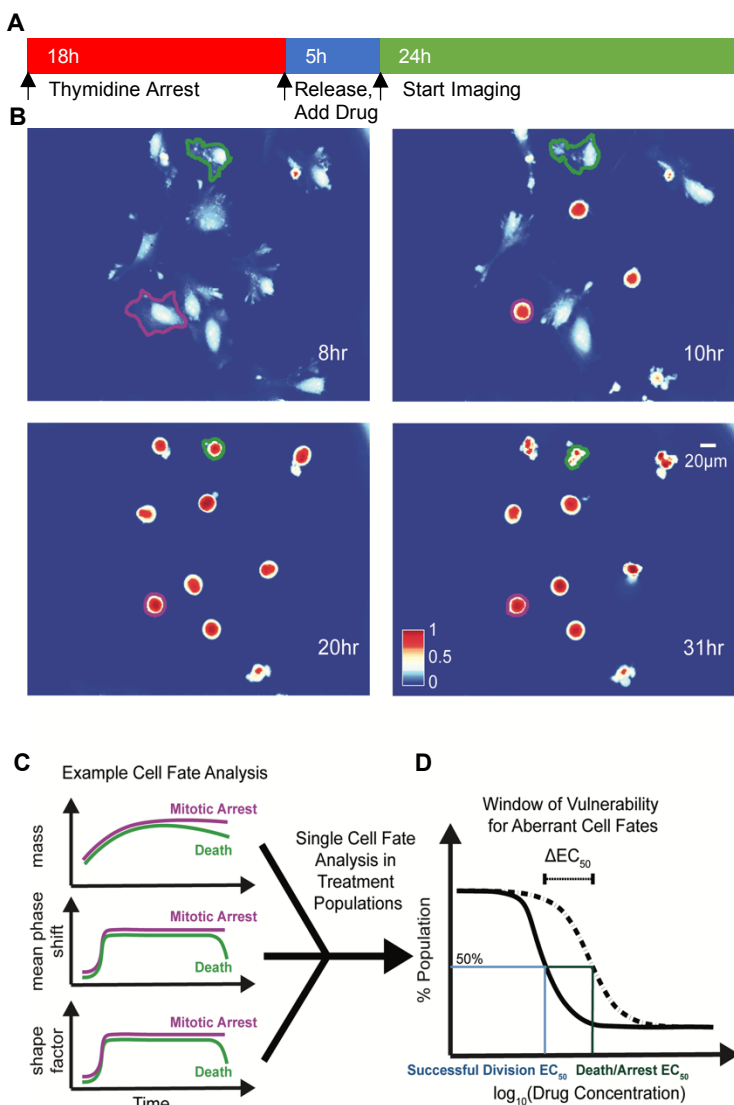 A
18h
5h
24h
Thymidine Arrest
Release,
Add Drug
Start Imaging
B
8hr
10hr
20hr
20µm
1
0.5
0
31hr
C
Example Cell Fate Analysis
mass
Mitotic Arrest
Death
mean phase
shift
Mitotic Arrest
Death
shape
factor
Mitotic Arrest
Death
Time
Single Cell Fate
Analysis in
Treatment
Populations
D
Window of Vulnerability
for Aberrant Cell Fates
ΔEC50
% Population
50%
Successful Division EC50
Death/Arrest EC50
log10(Drug Concentration)